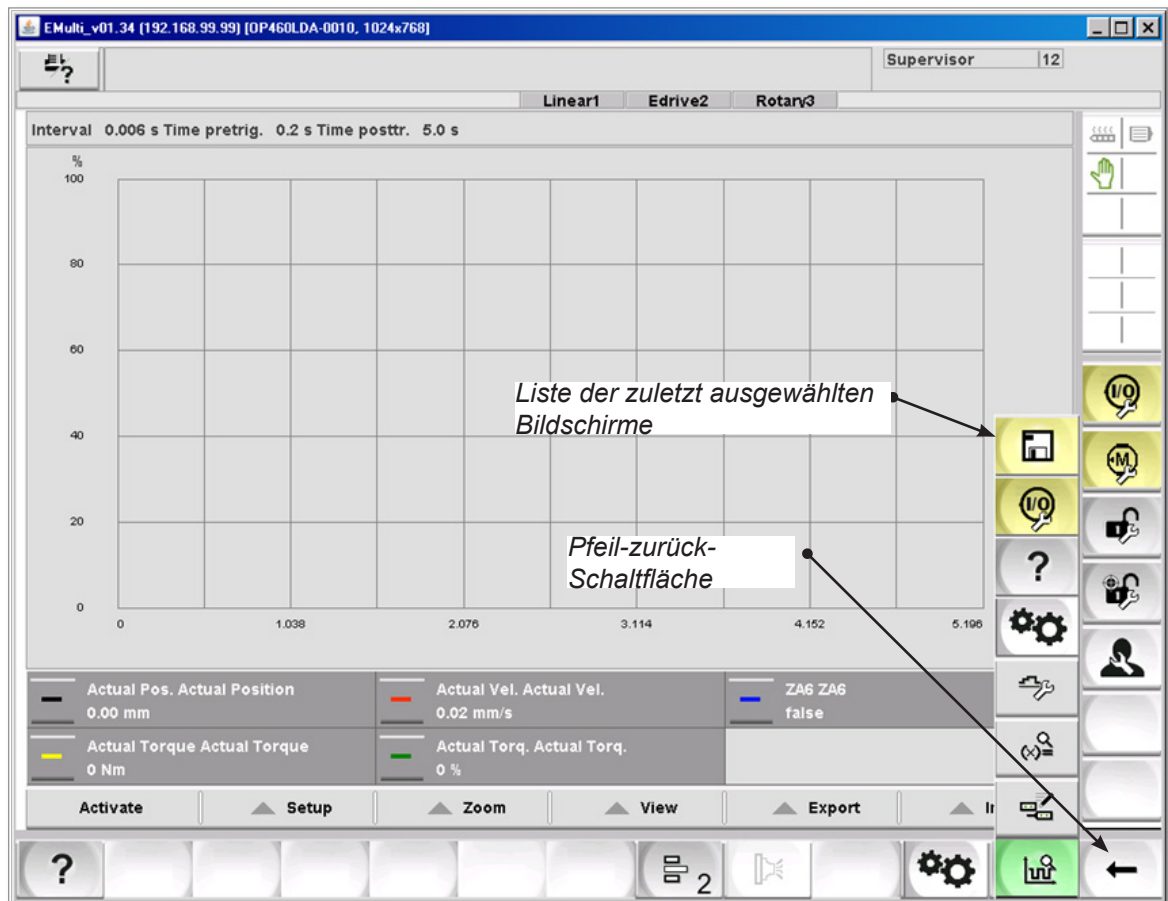 EMulti_v01.34 (192.168.99.99) [OP460LDA-0010, 1024x768]
?
Supervisor 12
Linear1 Edrive2 Rotary3
Interval 0.006 s Time pretrig. 0.2 s Time posttr. 5.0 s
%
100
80
60
40
20
0
0 1.038 2.076 3.114 4.152 5.196
Liste der zuletzt ausgewählten
Bildschirme
Pfeil-zurück-
Schaltfläche
I/O
M
I/O
?
1
1
(x)=
Actual Pos. Actual Position
0.00 mm
Actual Vel. Actual Vel.
0.02 mm/s
ZA6 ZA6
false
Actual Torque Actual Torque
0 Nm
Actual Torq. Actual Torq.
0 %
Activate Setup Zoom View Export
? 2